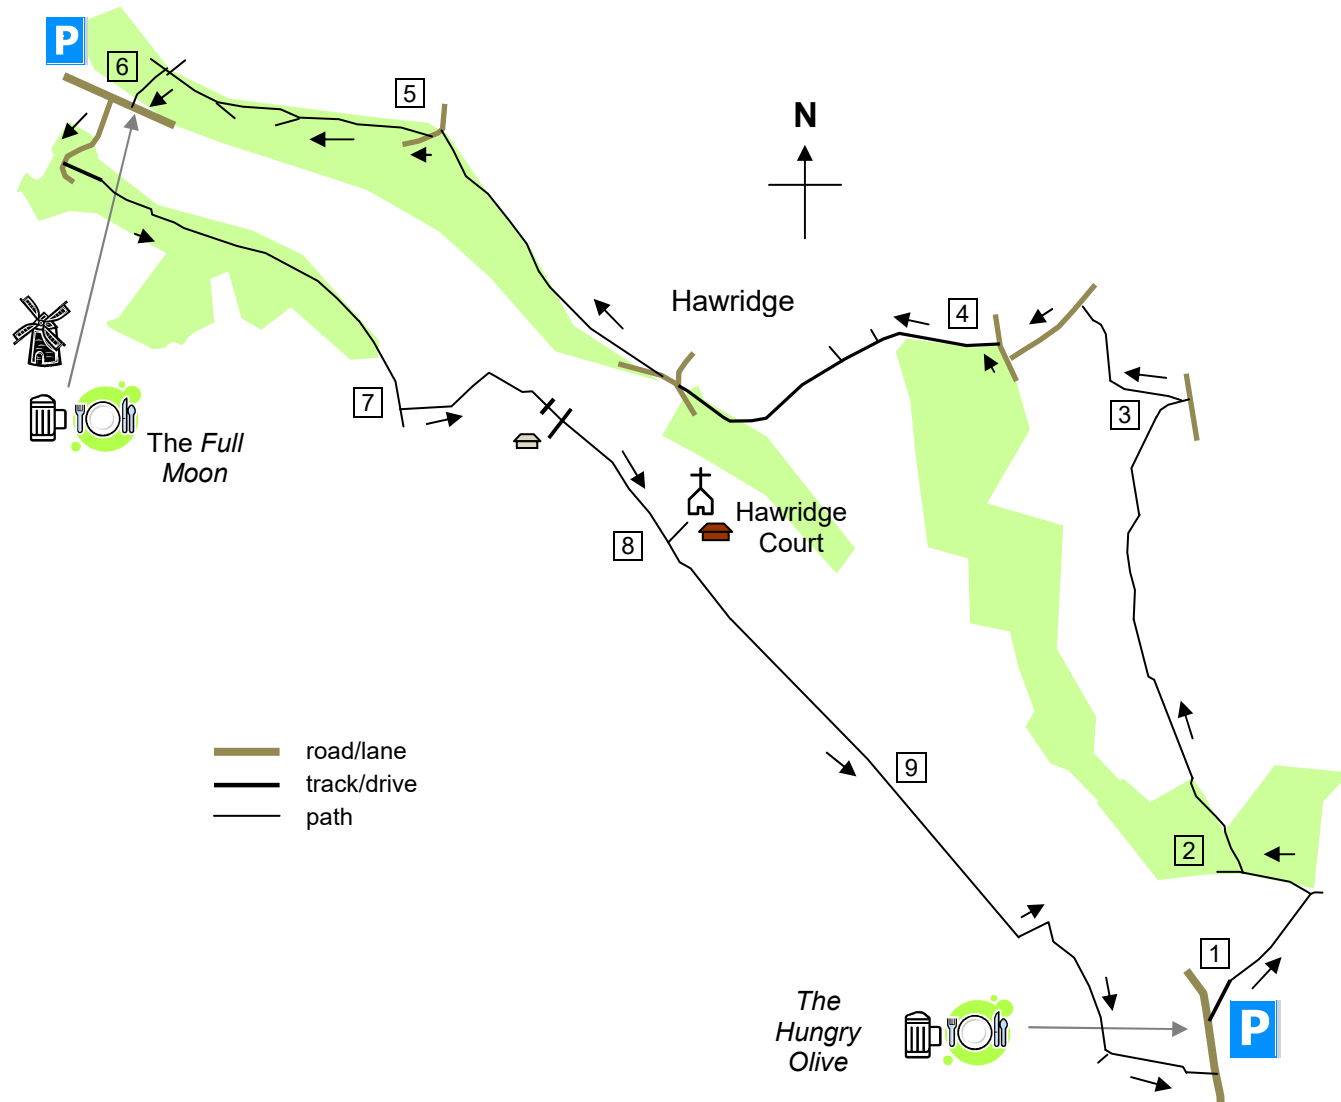 P
6
5
N
Hawridge
4
3
7
The Full
Moon
Hawridge
Court
8
road/lane
track/drive
path
9
2
1
The
Hungry
Olive
P